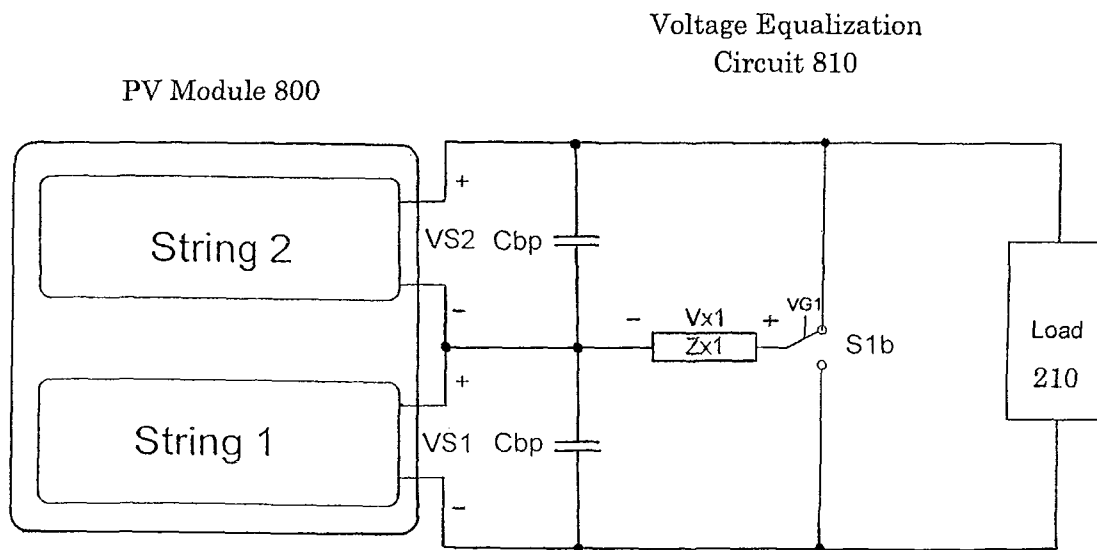 Voltage Equalization
Circuit 810
PV Module 800
+
String 2
VS2
Cbp
-
-
Vx1
+
VG1
Zx1
S1b
Load
210
+
String 1
VS1
Cbp
-